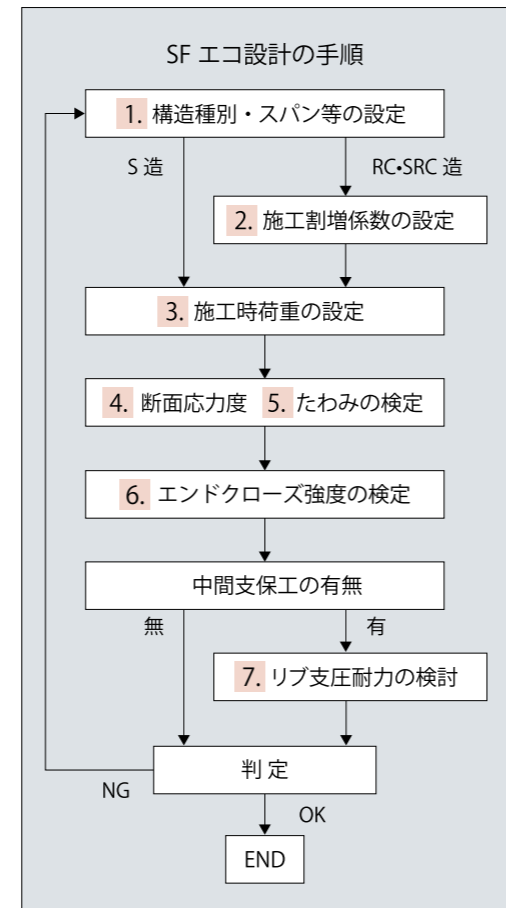 SF エコ設計の手順
1. 構造種別・スパン等の設定
S 造
RC•SRC 造
2. 施工割増係数の設定
3. 施工時荷重の設定
4. 断面応力度 5. たわみの検定
6. エンドクローズ強度の検定
中間支保工の有無
無
有
7. リブ支圧耐力の検討
判 定
NG
OK
END